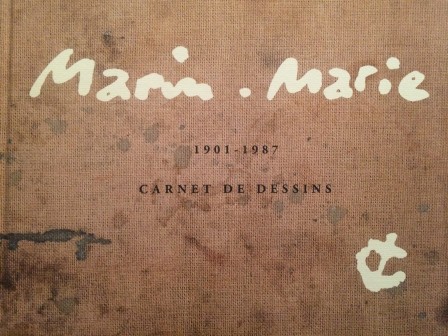 Marin-Marie
1901-1987
CARNET DE DESSINS